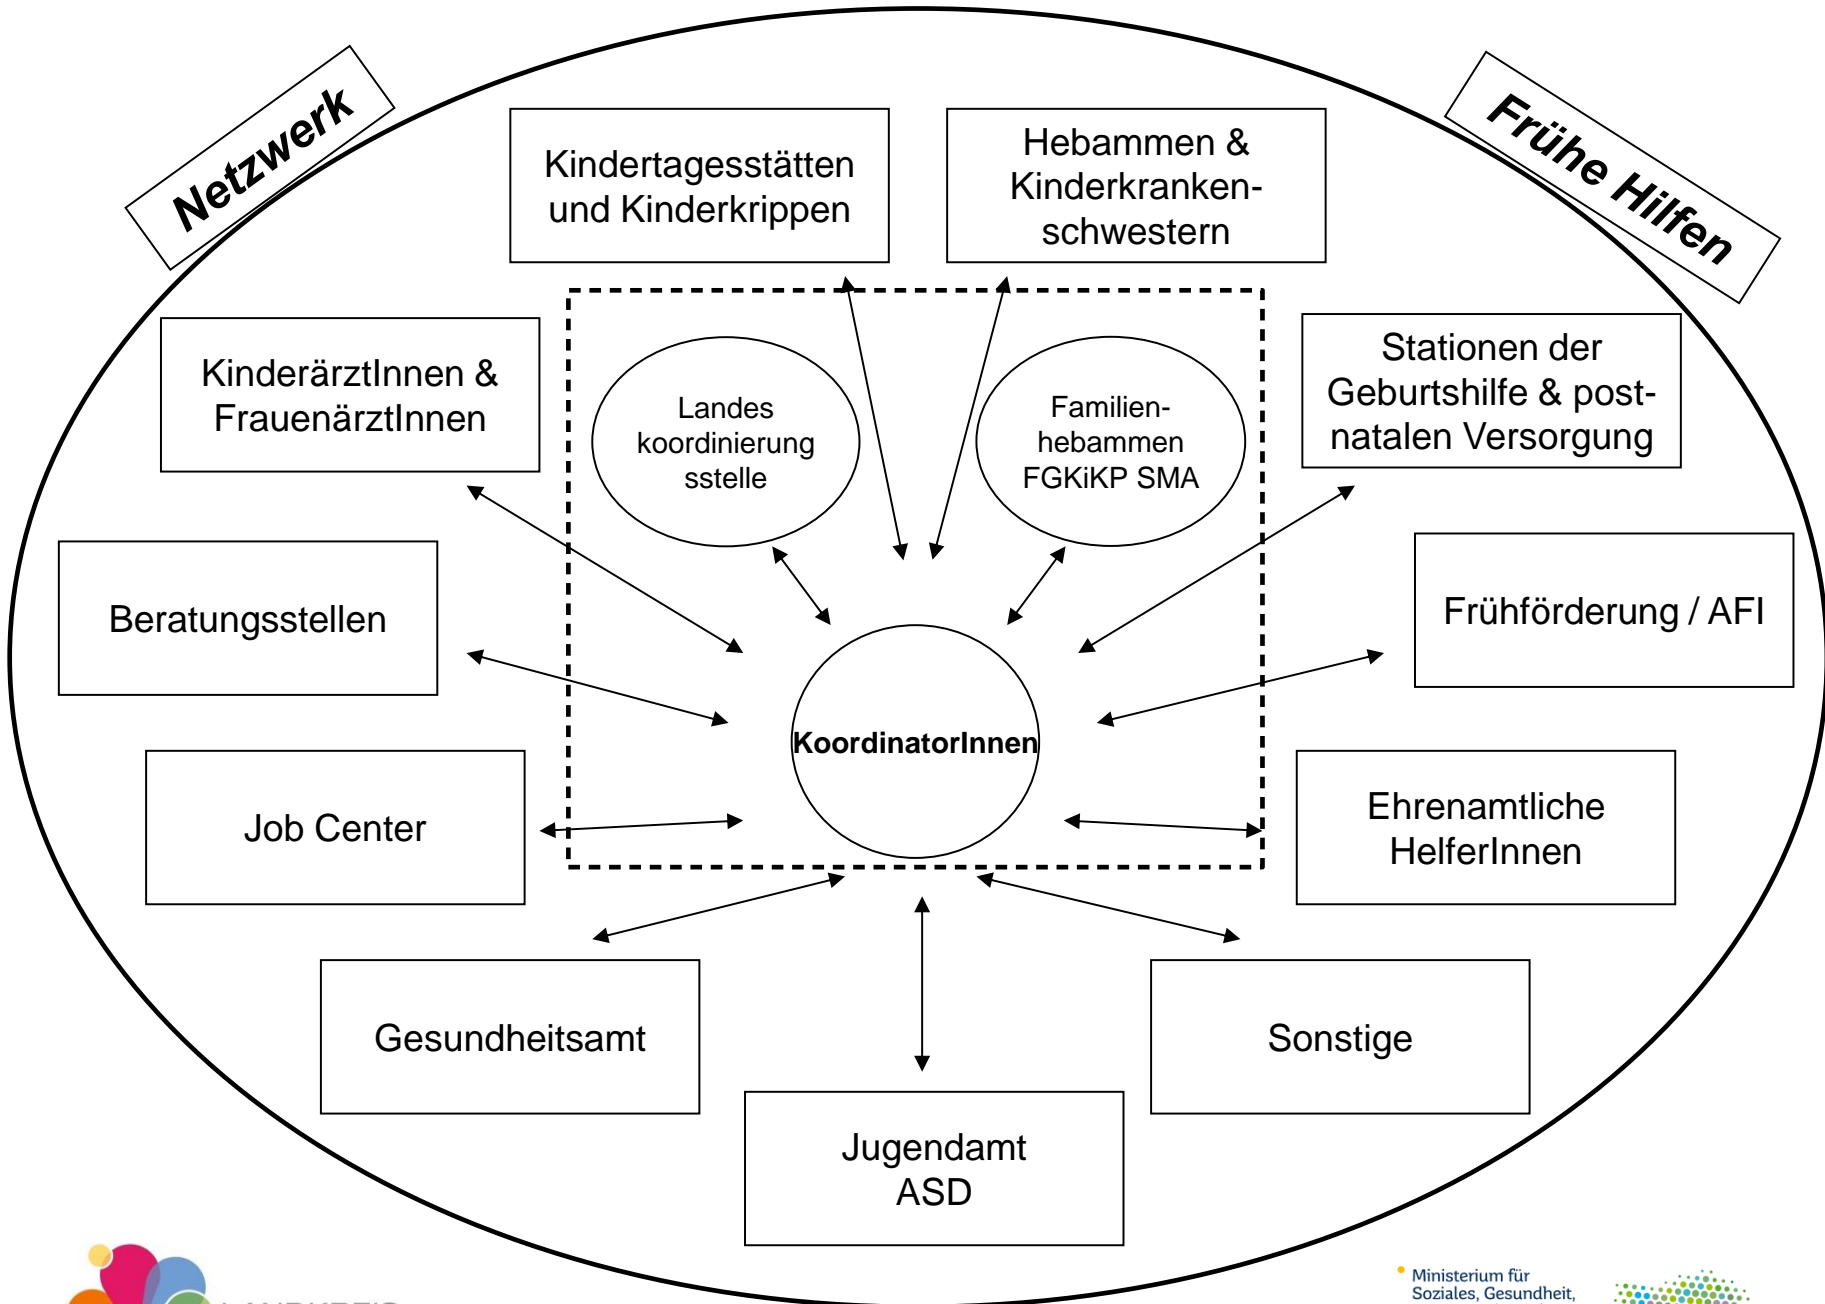 Netzwerk
Frühe Hilfen
Kindertagesstätten
und Kinderkrippen
Hebammen &
Kinderkranken-
schwestern
KinderärztInnen &
FrauenärztInnen
Landes
koordinierung
sstelle
Familien-
hebammen
FGKiKP SMA
Stationen der
Geburtshilfe & post-
natalen Versorgung
Beratungsstellen
Frühförderung / AFI
KoordinatorInnen
Job Center
Ehrenamtliche
HelferInnen
Gesundheitsamt
Sonstige
Jugendamt
ASD
LANDKREIS
Ministerium für
Soziales, Gesundheit,